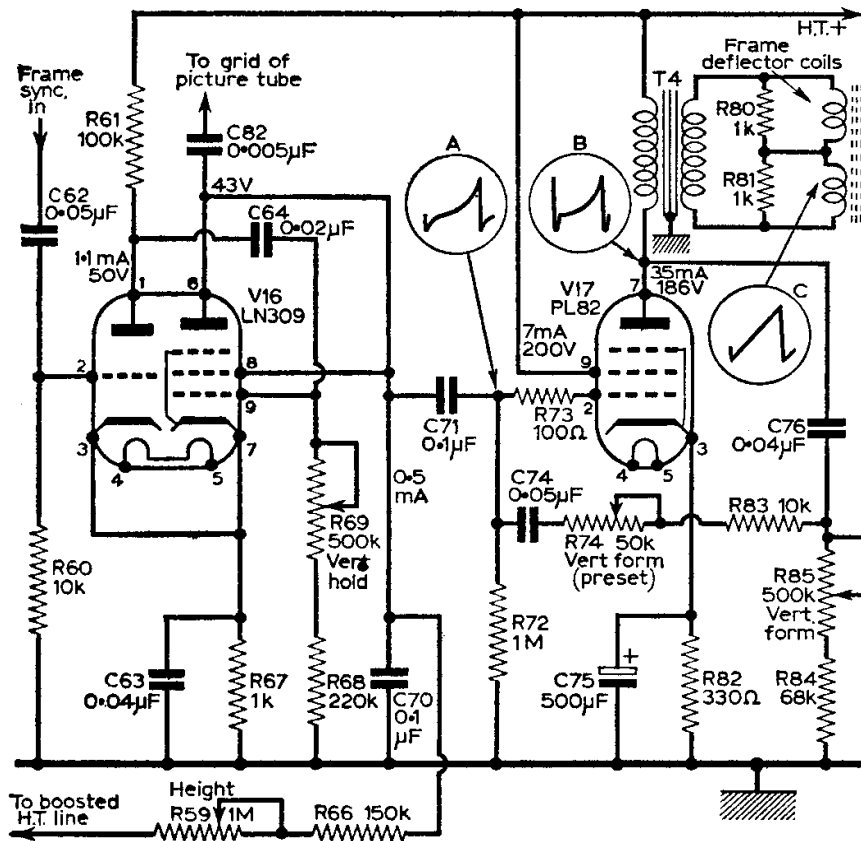 H.T.+
Frame
deflector coils
To grid of
picture tube
Frame
sync.
in
T4
R61
100k
C82
0·005µF
R80
1k
A
B
43V
C62
0·05µF
C64
0·02µF
R81
1k
1·1mA
50V
1
6
V16
LN309
7
35mA
186V
V17
PL82
C
7mA
200V
2
8
9
9
2
C71
0·1µF
R73
100Ω
C76
0·04µF
3
7
3
4
5
4
5
0·5
mA
C74
0·05µF
R69
500k
Vert
hold
R74 50k
Vert form
(preset)
R83 10k
R60
10k
R85
500k
Vert.
form
R72
1M
C63
0·04µF
R67
1k
R68
220k
C70
0·1
µF
C75
500µF
+
R82
330Ω
R84
68k
To boosted
H.T. line
Height
R59 1M
R66 150k